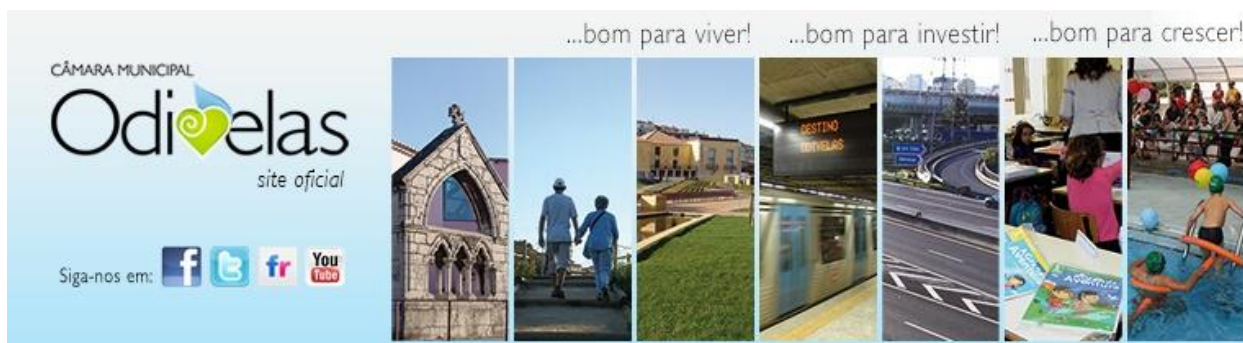 ...bom para viver! ...bom para investir! ...bom para crescer!
CÂMARA MUNICIPAL
Odivelas
site oficial
Siga-nos em:
f t fr You Tube
DESTINO
ODIVELAS